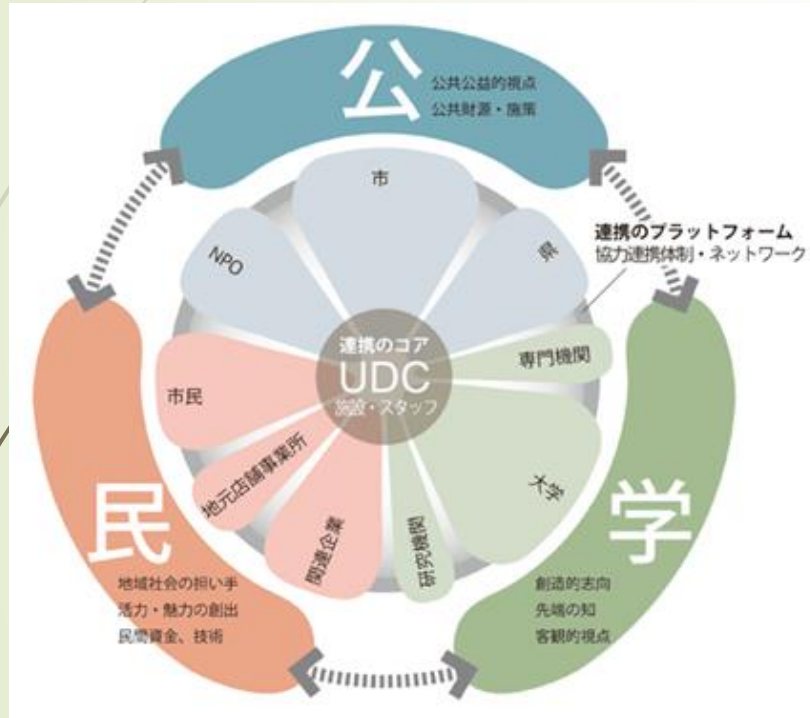 公
公共公益的視点
公共財源・施策
市
NPO
県
連携のプラットフォーム
協力連携体制・ネットワーク
連携のコア
UDC
施設・スタッフ
専門機関
市民
大学
地元店舗事業所
関連企業
研究機関
民
地域社会の担い手
活力・魅力の創出
民間資金、技術
学
創造的志向
先端の知
客観的視点